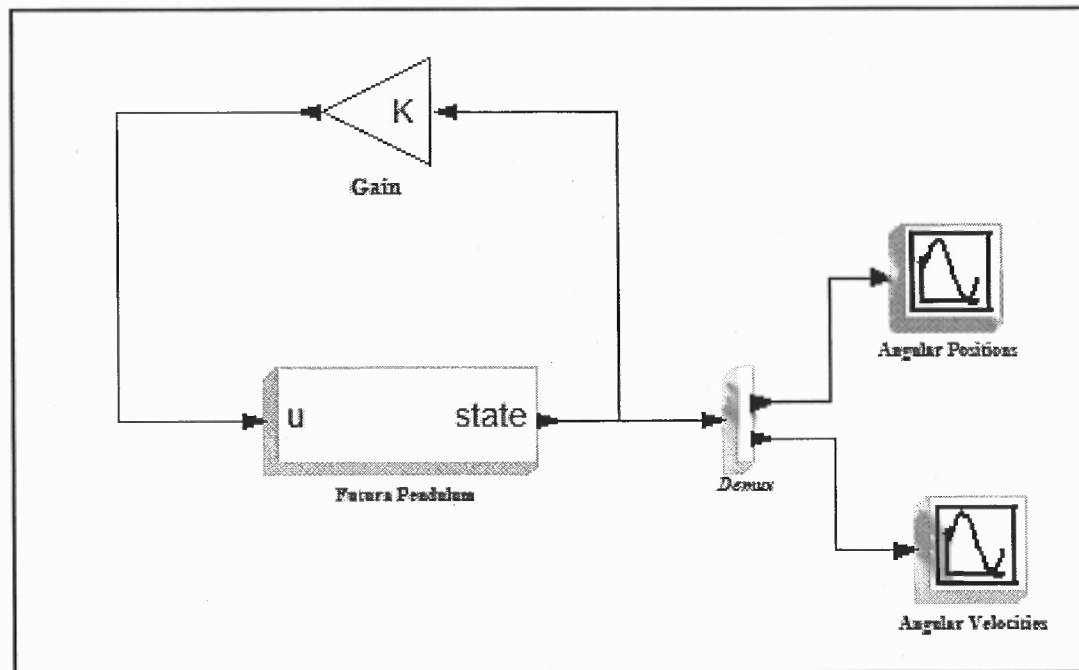 K
Gain
Angular Positions
u state
Futura Pendulum
Demux
Angular Velocities